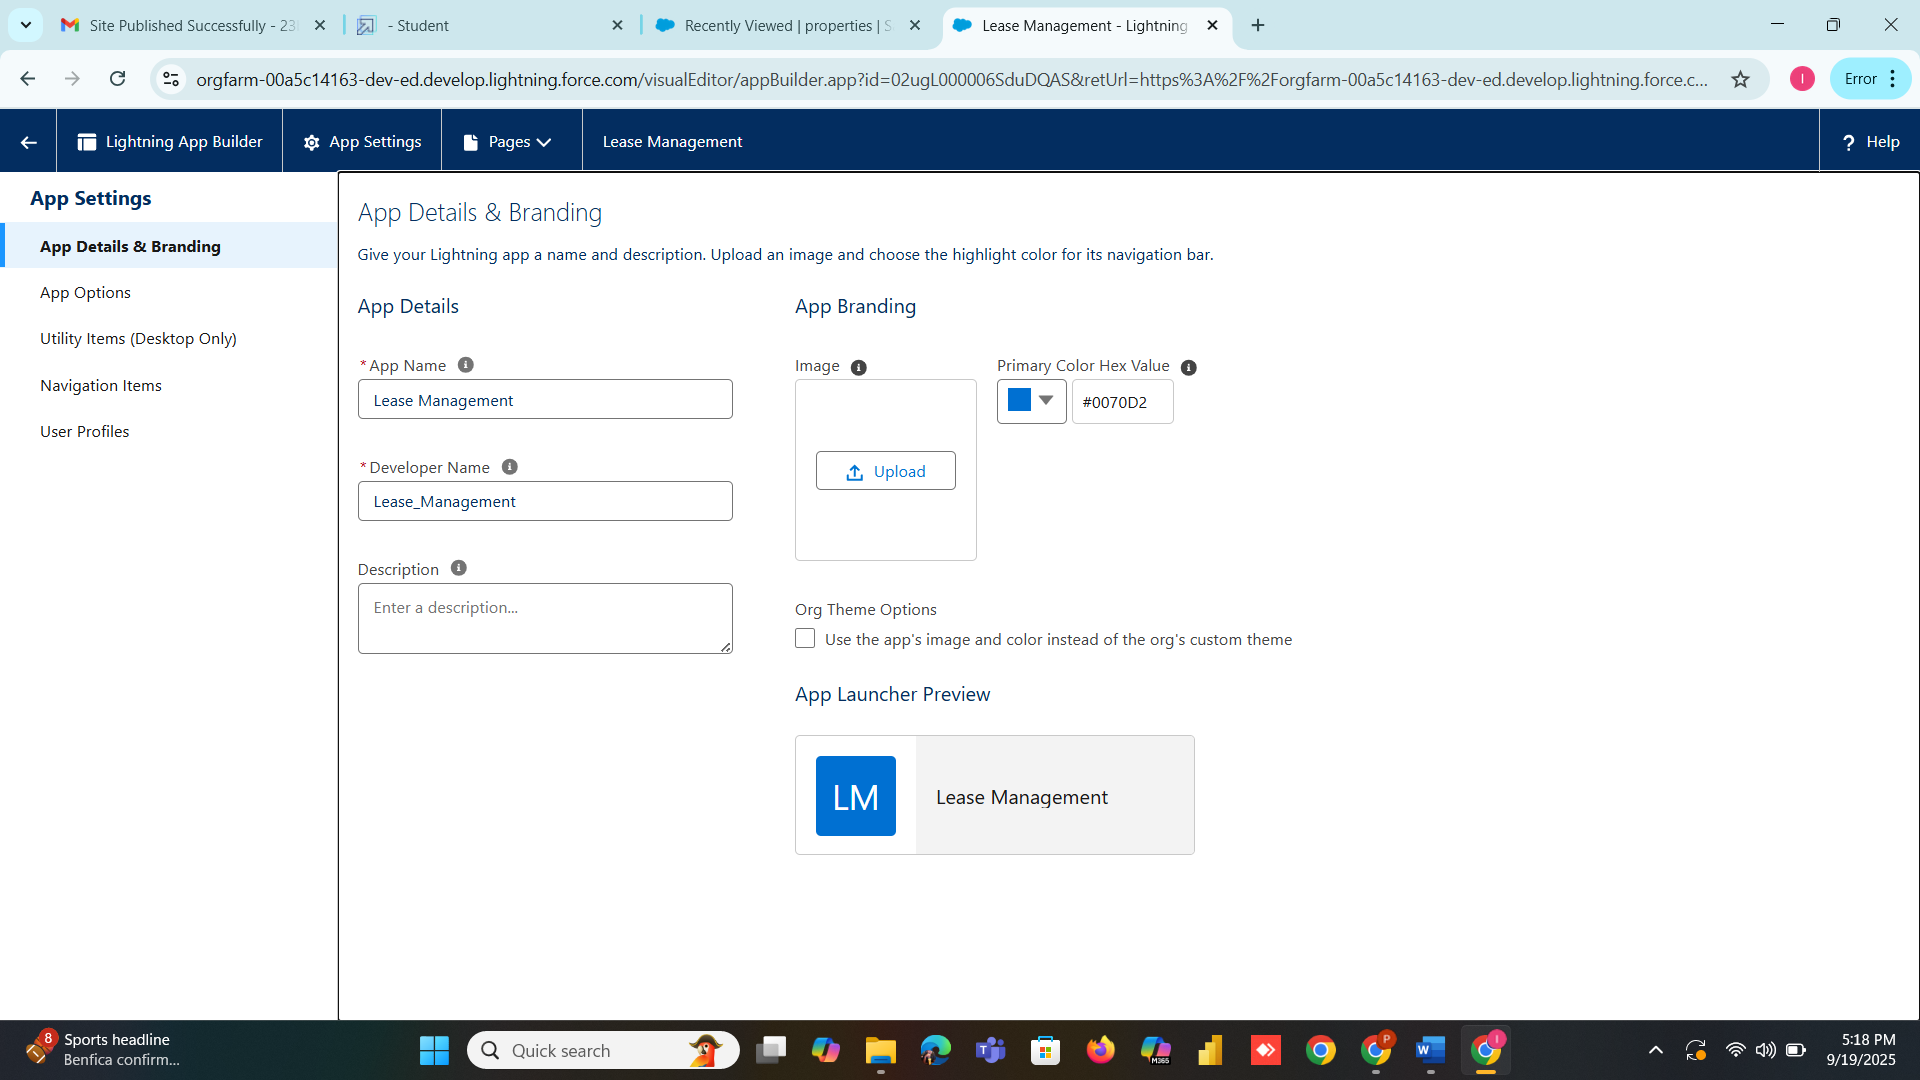 Site Published Successfully - 23
- Student
Recently Viewed | properties | S
Lease Management - Lightning
orgfarm-00a5c14163-dev-ed.develop.lightning.force.com/visualEditor/appBuilder.app?id=02ugL000006SduDQAS&retUrl=https%3A%2F%2Forgfarm-00a5c14163-dev-ed.develop.lightning.force.c...
I
Error
Lightning App Builder
App Settings
Pages
Lease Management
? Help
App Settings
App Details & Branding
App Options
Utility Items (Desktop Only)
Navigation Items
User Profiles
App Details & Branding
Give your Lightning app a name and description. Upload an image and choose the highlight color for its navigation bar.
App Details
*App Name
Lease Management
*Developer Name
Lease_Management
Description
Enter a description...
App Branding
Image
Upload
Primary Color Hex Value
#0070D2
Org Theme Options
Use the app's image and color instead of the org's custom theme
App Launcher Preview
LM
Lease Management
8
Sports headline
Benfica confirm...
Quick search
M365
P
W
I
5:18 PM
9/19/2025